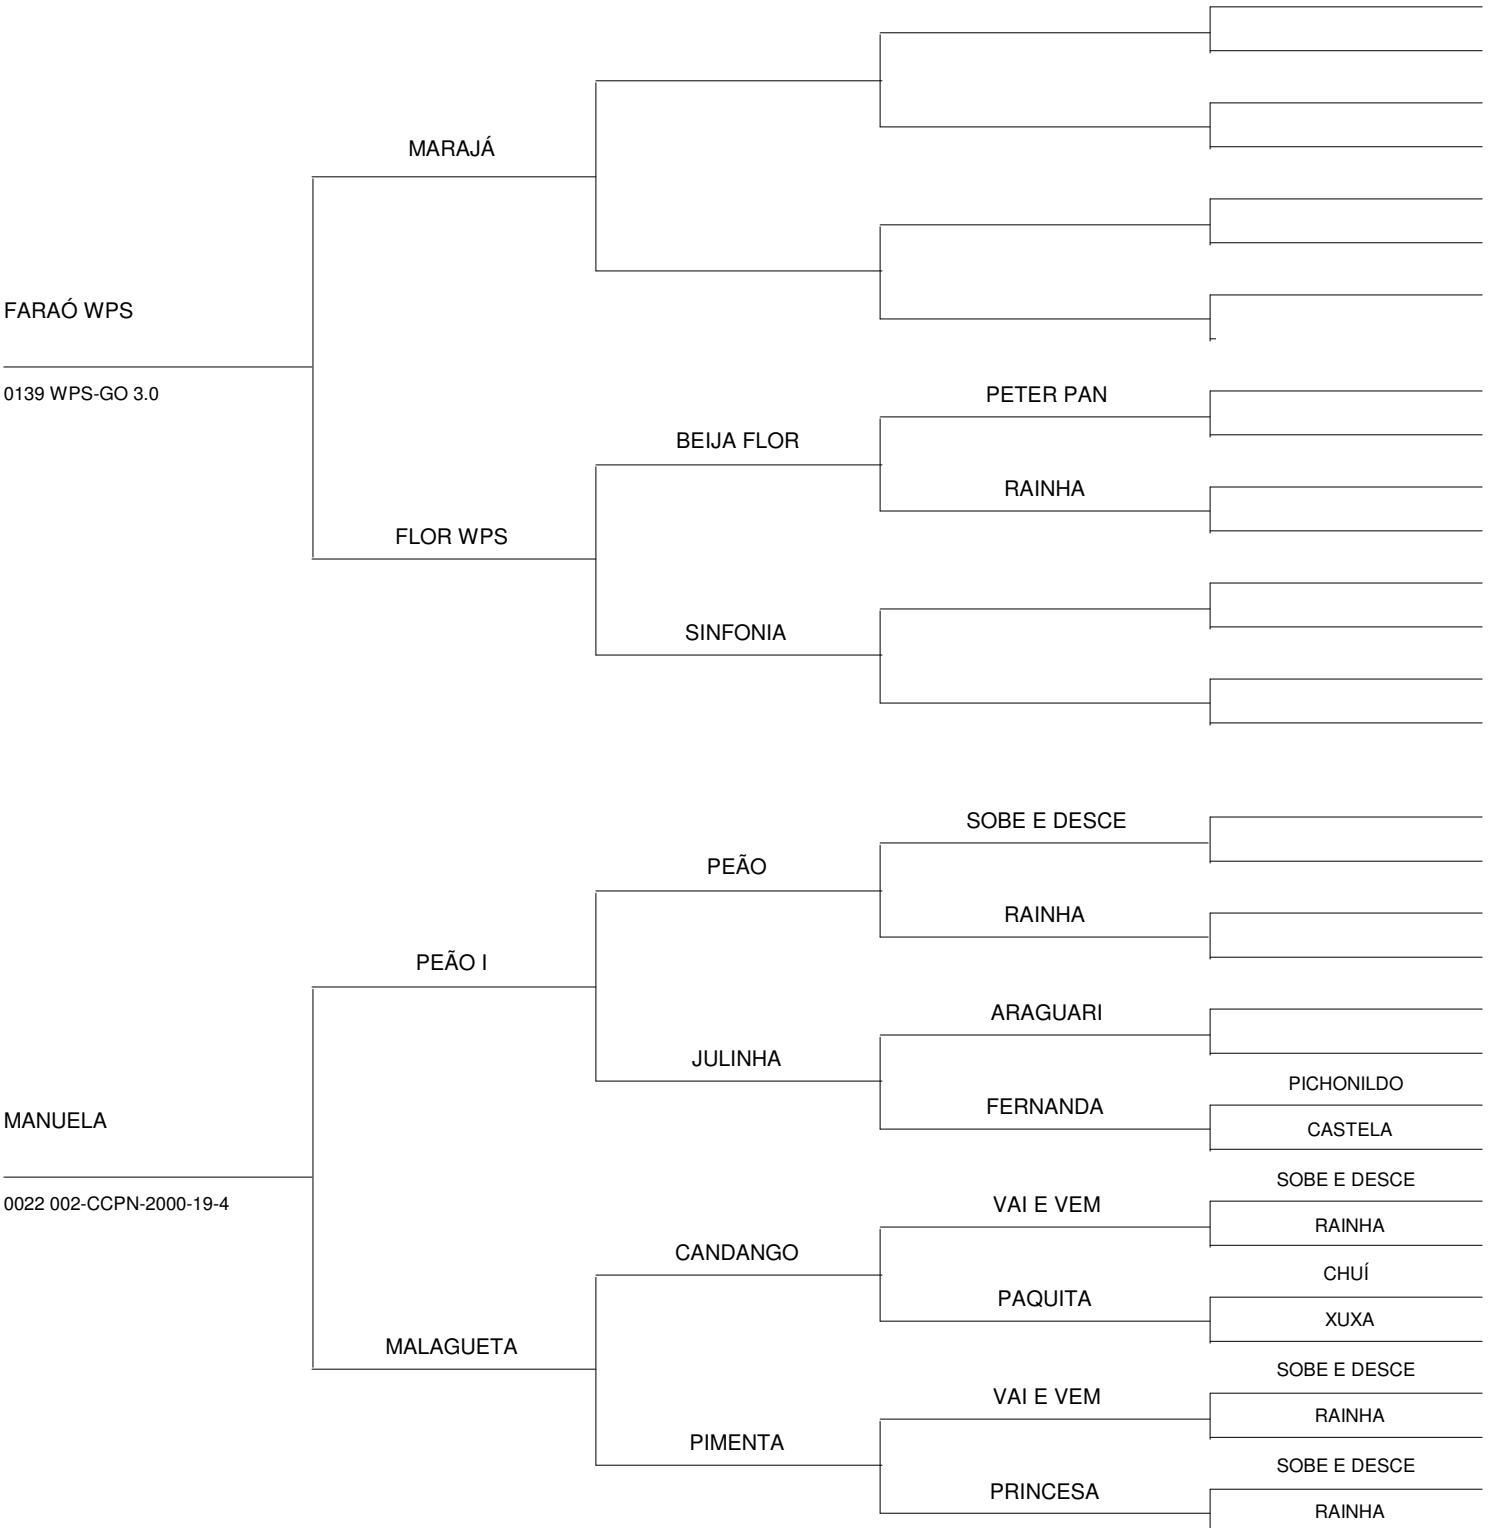 MARAJÁ
FARAÓ WPS
0139 WPS-GO 3.0
PETER PAN
BEIJA FLOR
RAINHA
FLOR WPS
SINFONIA
SOBE E DESCE
PEÃO
RAINHA
PEÃO I
ARAGUARI
JULINHA
PICHONILDO
FERNANDA
CASTELA
MANUELA
0022 002-CCPN-2000-19-4
SOBE E DESCE
VAI E VEM
RAINHA
CANDANGO
CHUÍ
PAQUITA
XUXA
MALAGUETA
SOBE E DESCE
VAI E VEM
RAINHA
PIMENTA
SOBE E DESCE
PRINCESA
RAINHA